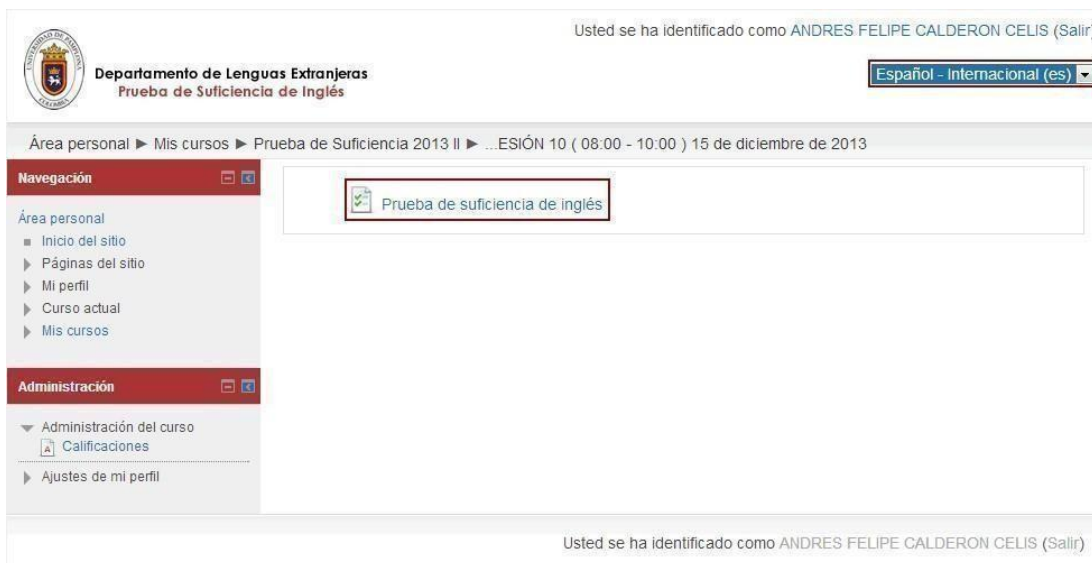 Usted se ha identificado como ANDRES FELIPE CALDERON CELIS (Salir)
Departamento de Lenguas Extranjeras
Prueba de Suficiencia de Inglés
Español - Internacional (es)
Área personal ► Mis cursos ► Prueba de Suficiencia 2013 II ► ...ESIÓN 10 ( 08:00 - 10:00 ) 15 de diciembre de 2013
Navegación
Área personal
Inicio del sitio
Páginas del sitio
Mi perfil
Curso actual
Mis cursos
Prueba de suficiencia de inglés
Administración
Administración del curso
Calificaciones
Ajustes de mi perfil
Usted se ha identificado como ANDRES FELIPE CALDERON CELIS (Salir)